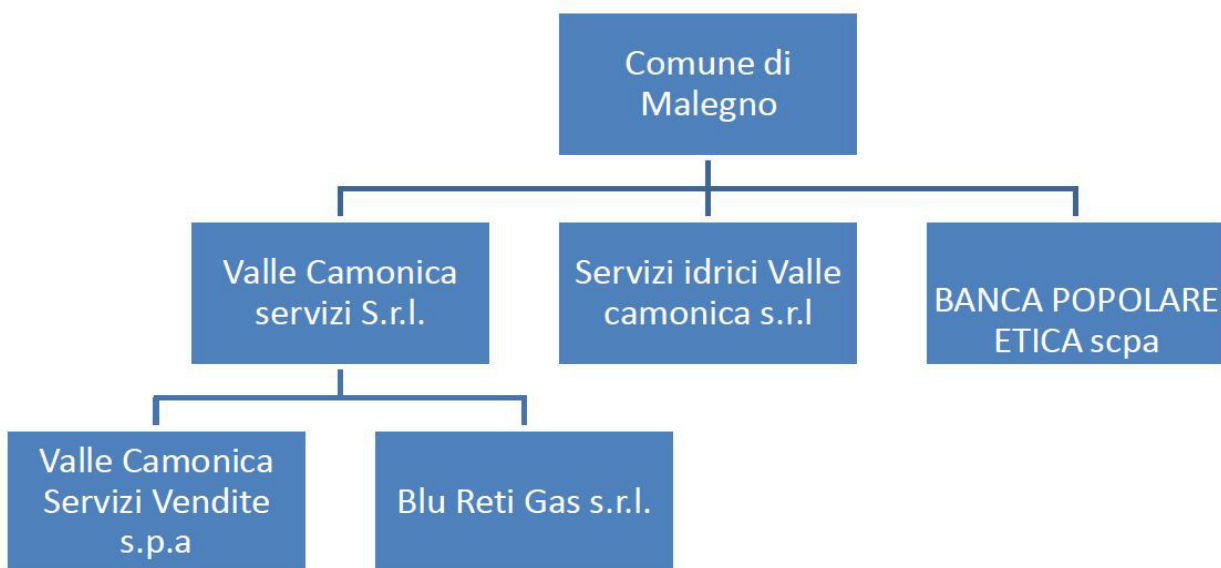 Comune di
Malegno
Valle Camonica
servizi S.r.l.
Servizi idrici Valle
camonica s.r.l
BANCA POPOLARE
ETICA scpa
Valle Camonica
Servizi Vendite
s.p.a
Blu Reti Gas s.r.l.